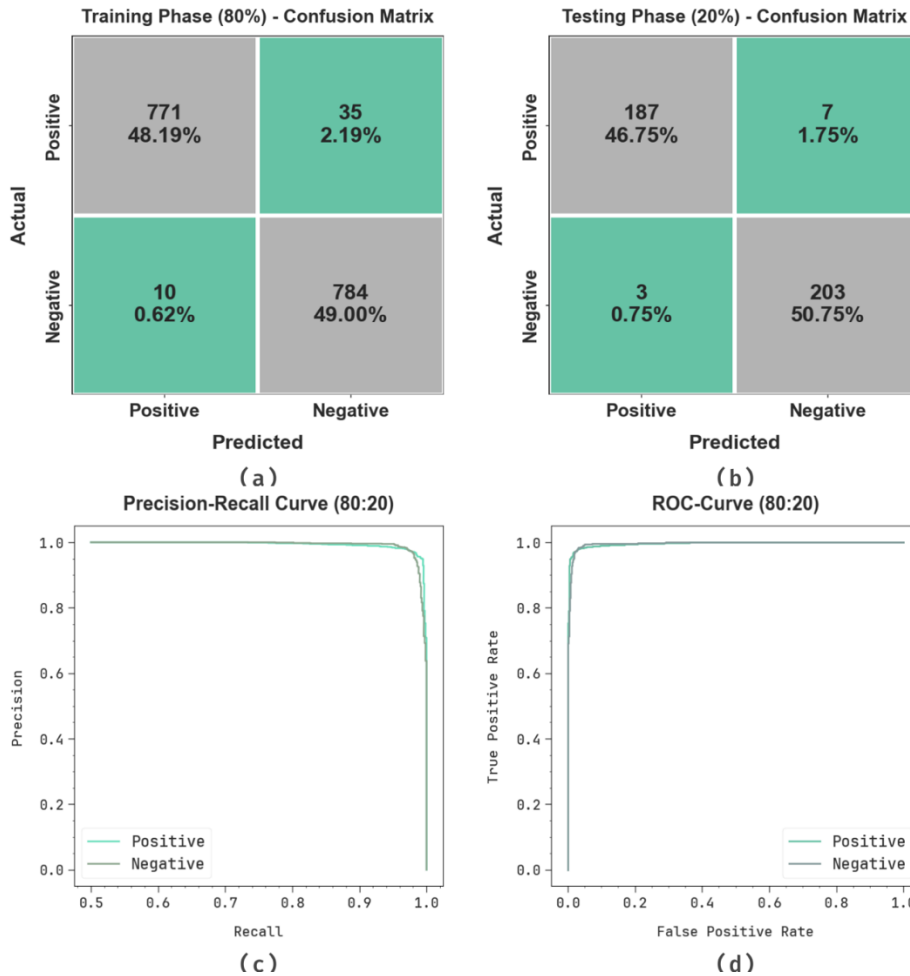 Training Phase (80%) - Confusion Matrix
Testing Phase (20%) - Confusion Matrix
Actual
Positive
Negative
771
48.19%
35
2.19%
10
0.62%
784
49.00%
Positive
Negative
Predicted
(a)
Actual
Positive
Negative
187
46.75%
7
1.75%
3
0.75%
203
50.75%
Positive
Negative
Predicted
(b)
Precision-Recall Curve (80:20)
Precision
1.0
0.8
0.6
0.4
0.2
0.0
Positive
Negative
0.5
0.6
0.7
0.8
0.9
1.0
Recall
(c)
ROC-Curve (80:20)
True Positive Rate
1.0
0.8
0.6
0.4
0.2
0.0
Positive
Negative
0.0
0.2
0.4
0.6
0.8
1.0
False Positive Rate
(d)